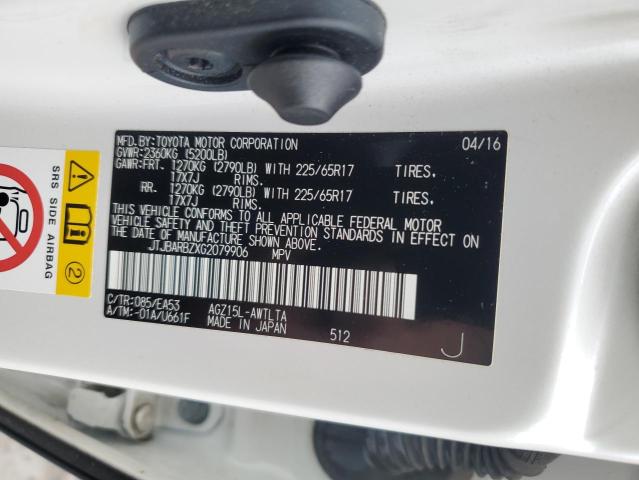 MFD.BY:TOYOTA MOTOR CORPORATION 04/16
GVWR:2360KG (5200LB)
GAWR:FRT. 1270KG (2790LB) WITH 225/65R17 TIRES.
17X7J RIMS.
RR. 1270KG (2790LB) WITH 225/65R17 TIRES.
17X7J RIMS.
THIS VEHICLE CONFORMS TO ALL APPLICABLE FEDERAL MOTOR
VEHICLE SAFETY AND THEFT PREVENTION STANDARDS IN EFFECT ON
THE DATE OF MANUFACTURE SHOWN ABOVE.
JTJBARBZXG2079906 MPV
C/TR:085/EA53 AGZ15L-AWTLTA
A/TM:-01A/U661F MADE IN JAPAN 512 J
SRS SIDE AIRBAG 2